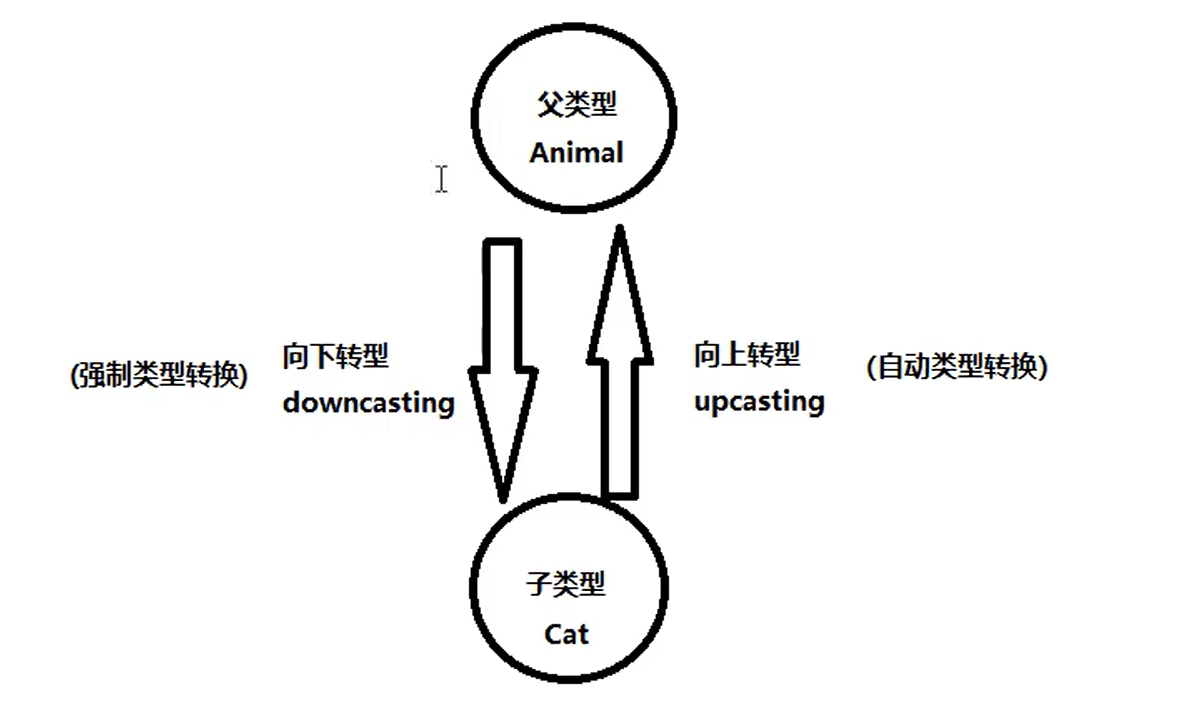 父类型
Animal
(强制类型转换)
向下转型
downcasting
向上转型
upcasting
(自动类型转换)
子类型
Cat